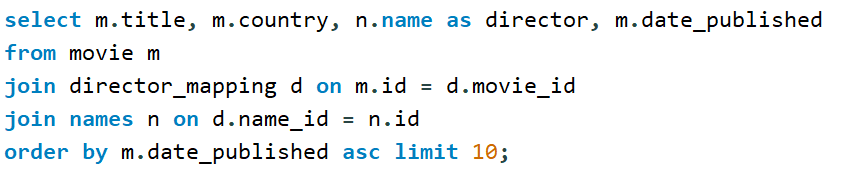 select m.title, m.country, n.name as director, m.date_published
from movie m
join director_mapping d on m.id = d.movie_id
join names n on d.name_id = n.id
order by m.date_published asc limit 10;